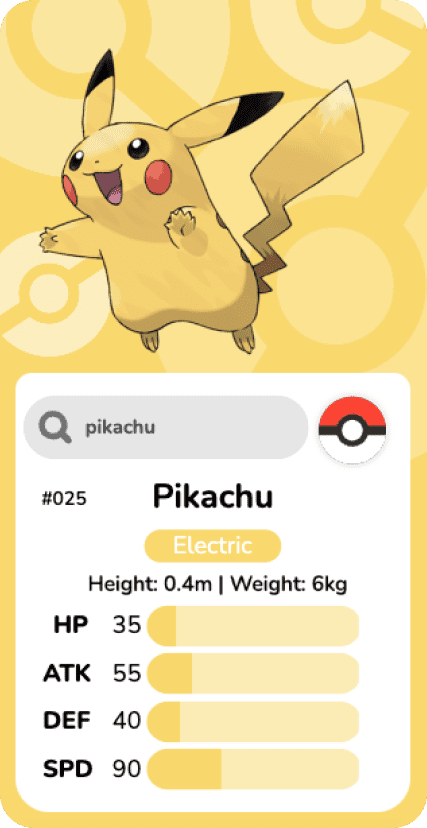 pikachu
#025 Pikachu
Electric
Height: 0.4m | Weight: 6kg
HP 35
ATK 55
DEF 40
SPD 90